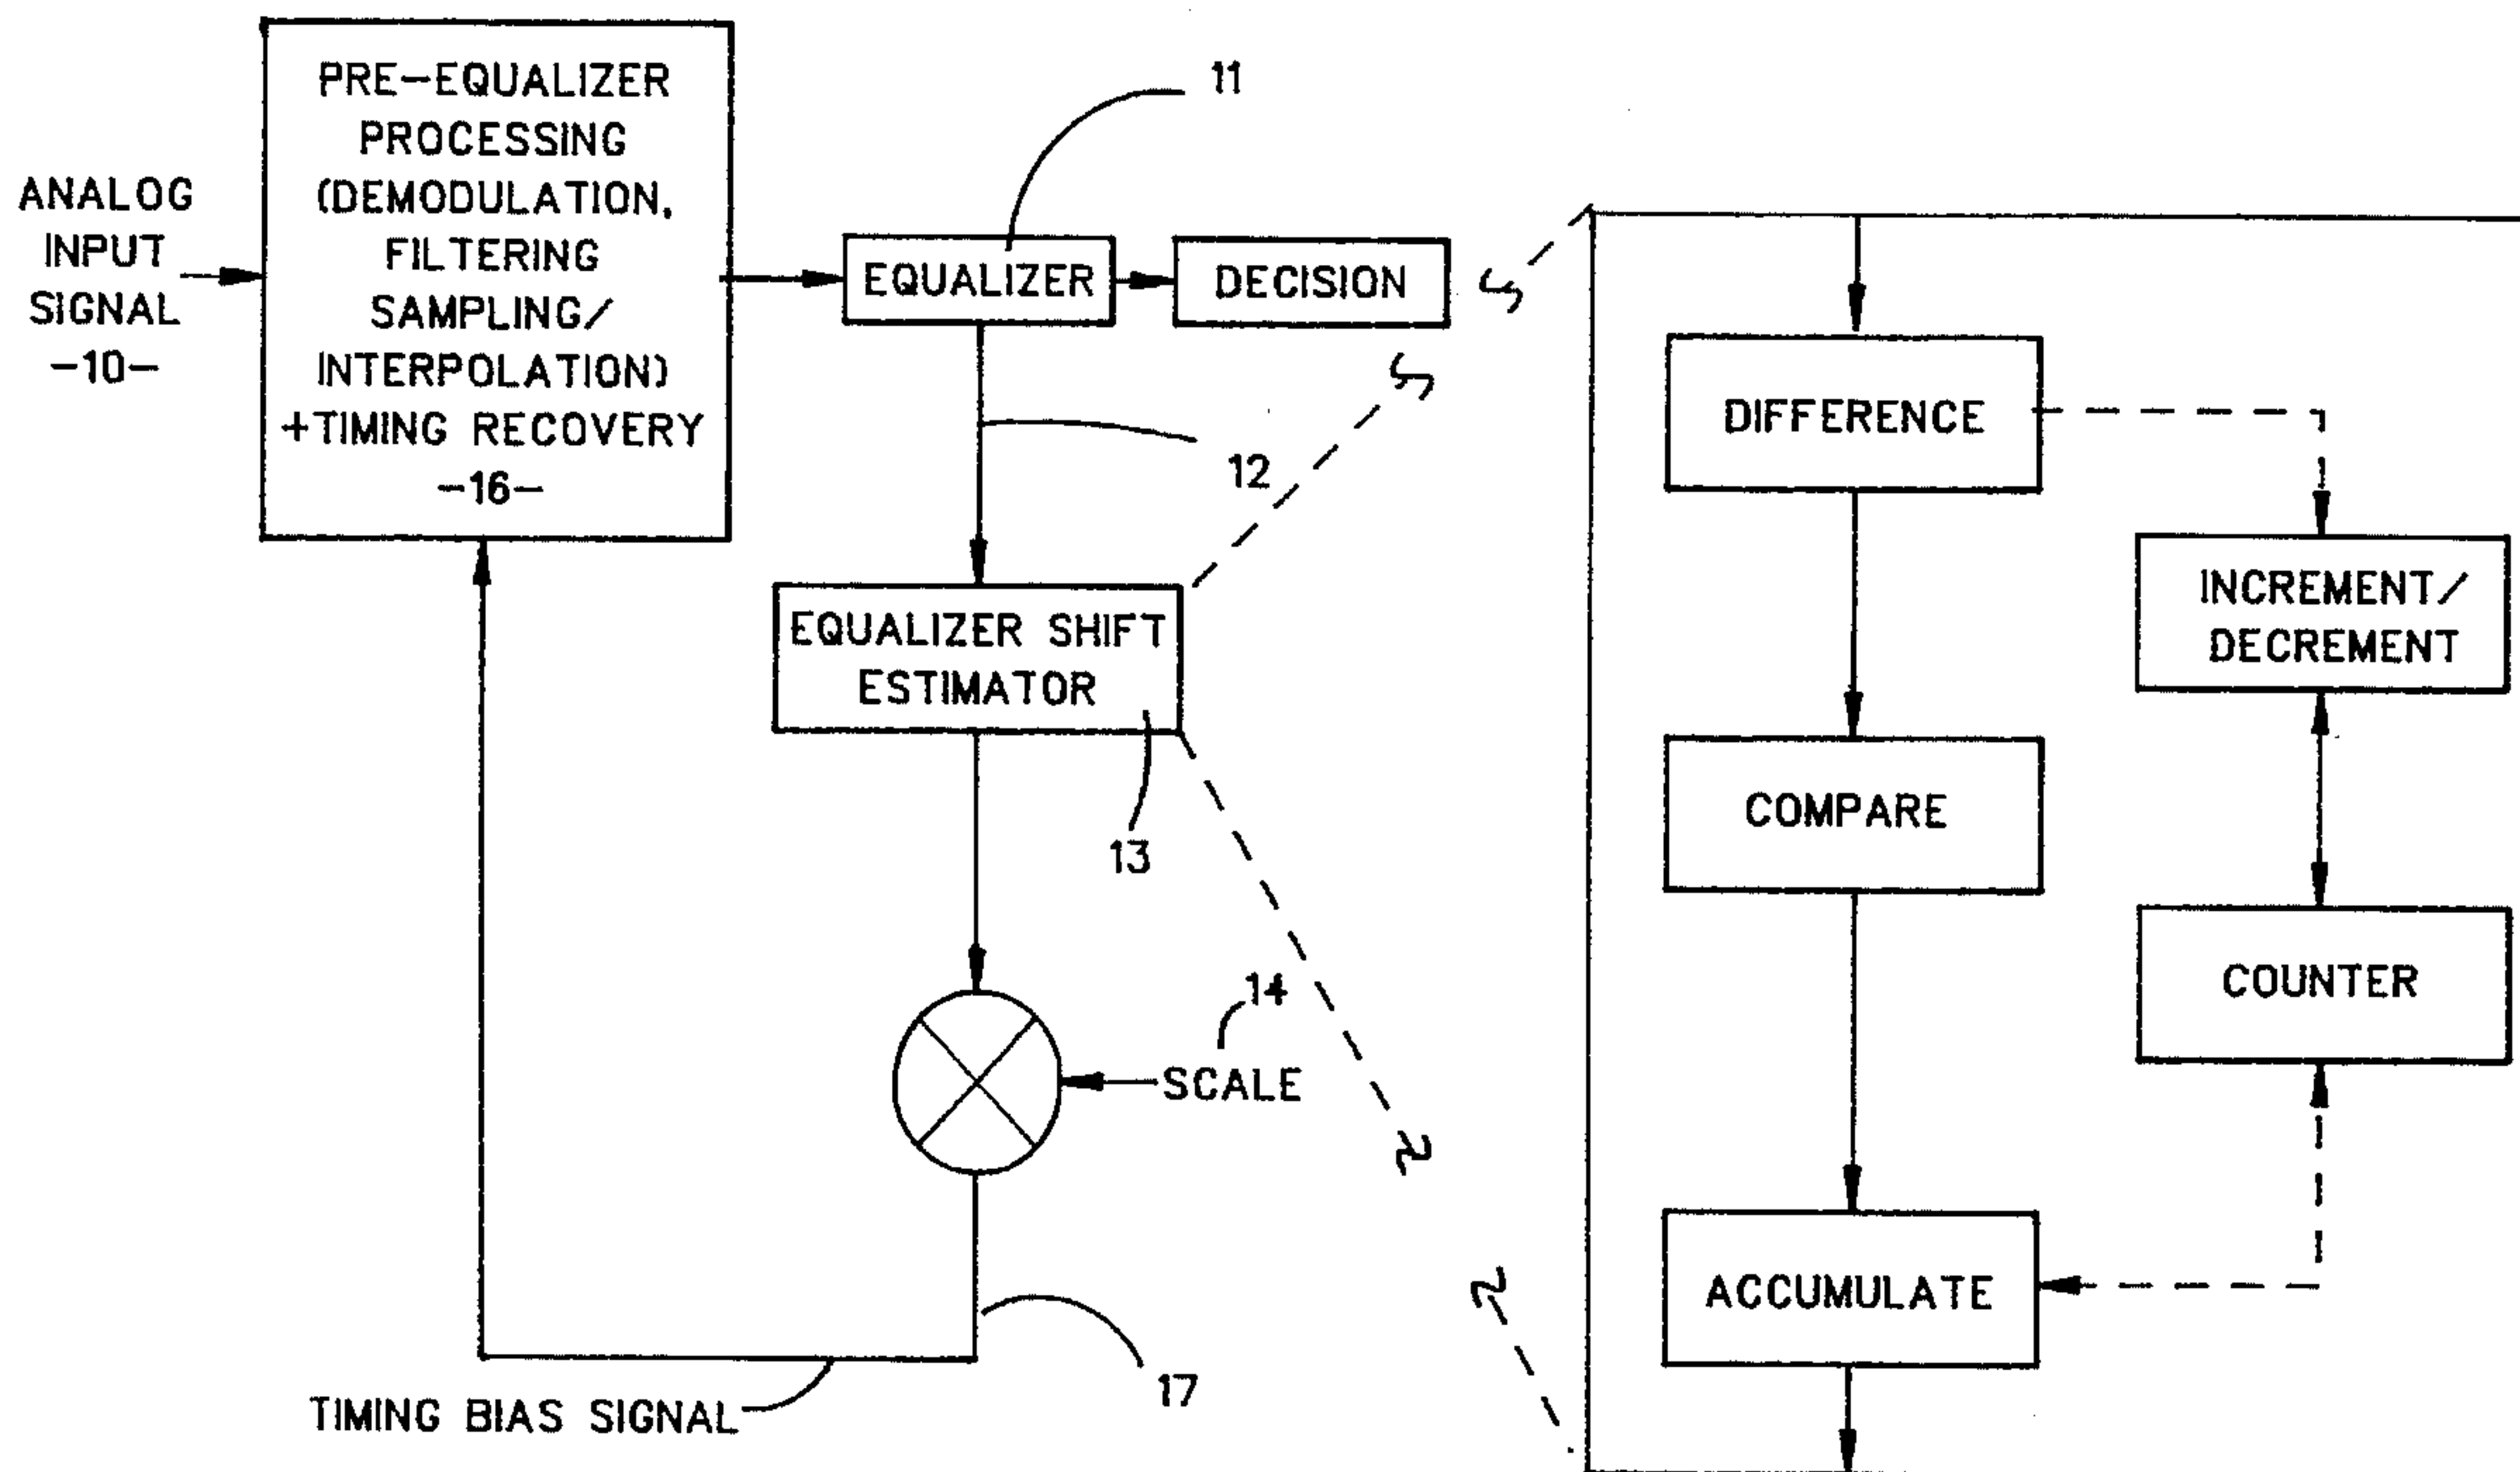 ANALOG
INPUT
SIGNAL
-10-
PRE-EQUALIZER
PROCESSING
(DEMODULATION,
FILTERING
SAMPLING/
INTERPOLATION)
+TIMING RECOVERY
-16-
11
EQUALIZER
DECISION
12
EQUALIZER SHIFT
ESTIMATOR
13
14
SCALE
17
TIMING BIAS SIGNAL
DIFFERENCE
INCREMENT/
DECREMENT
COMPARE
COUNTER
ACCUMULATE